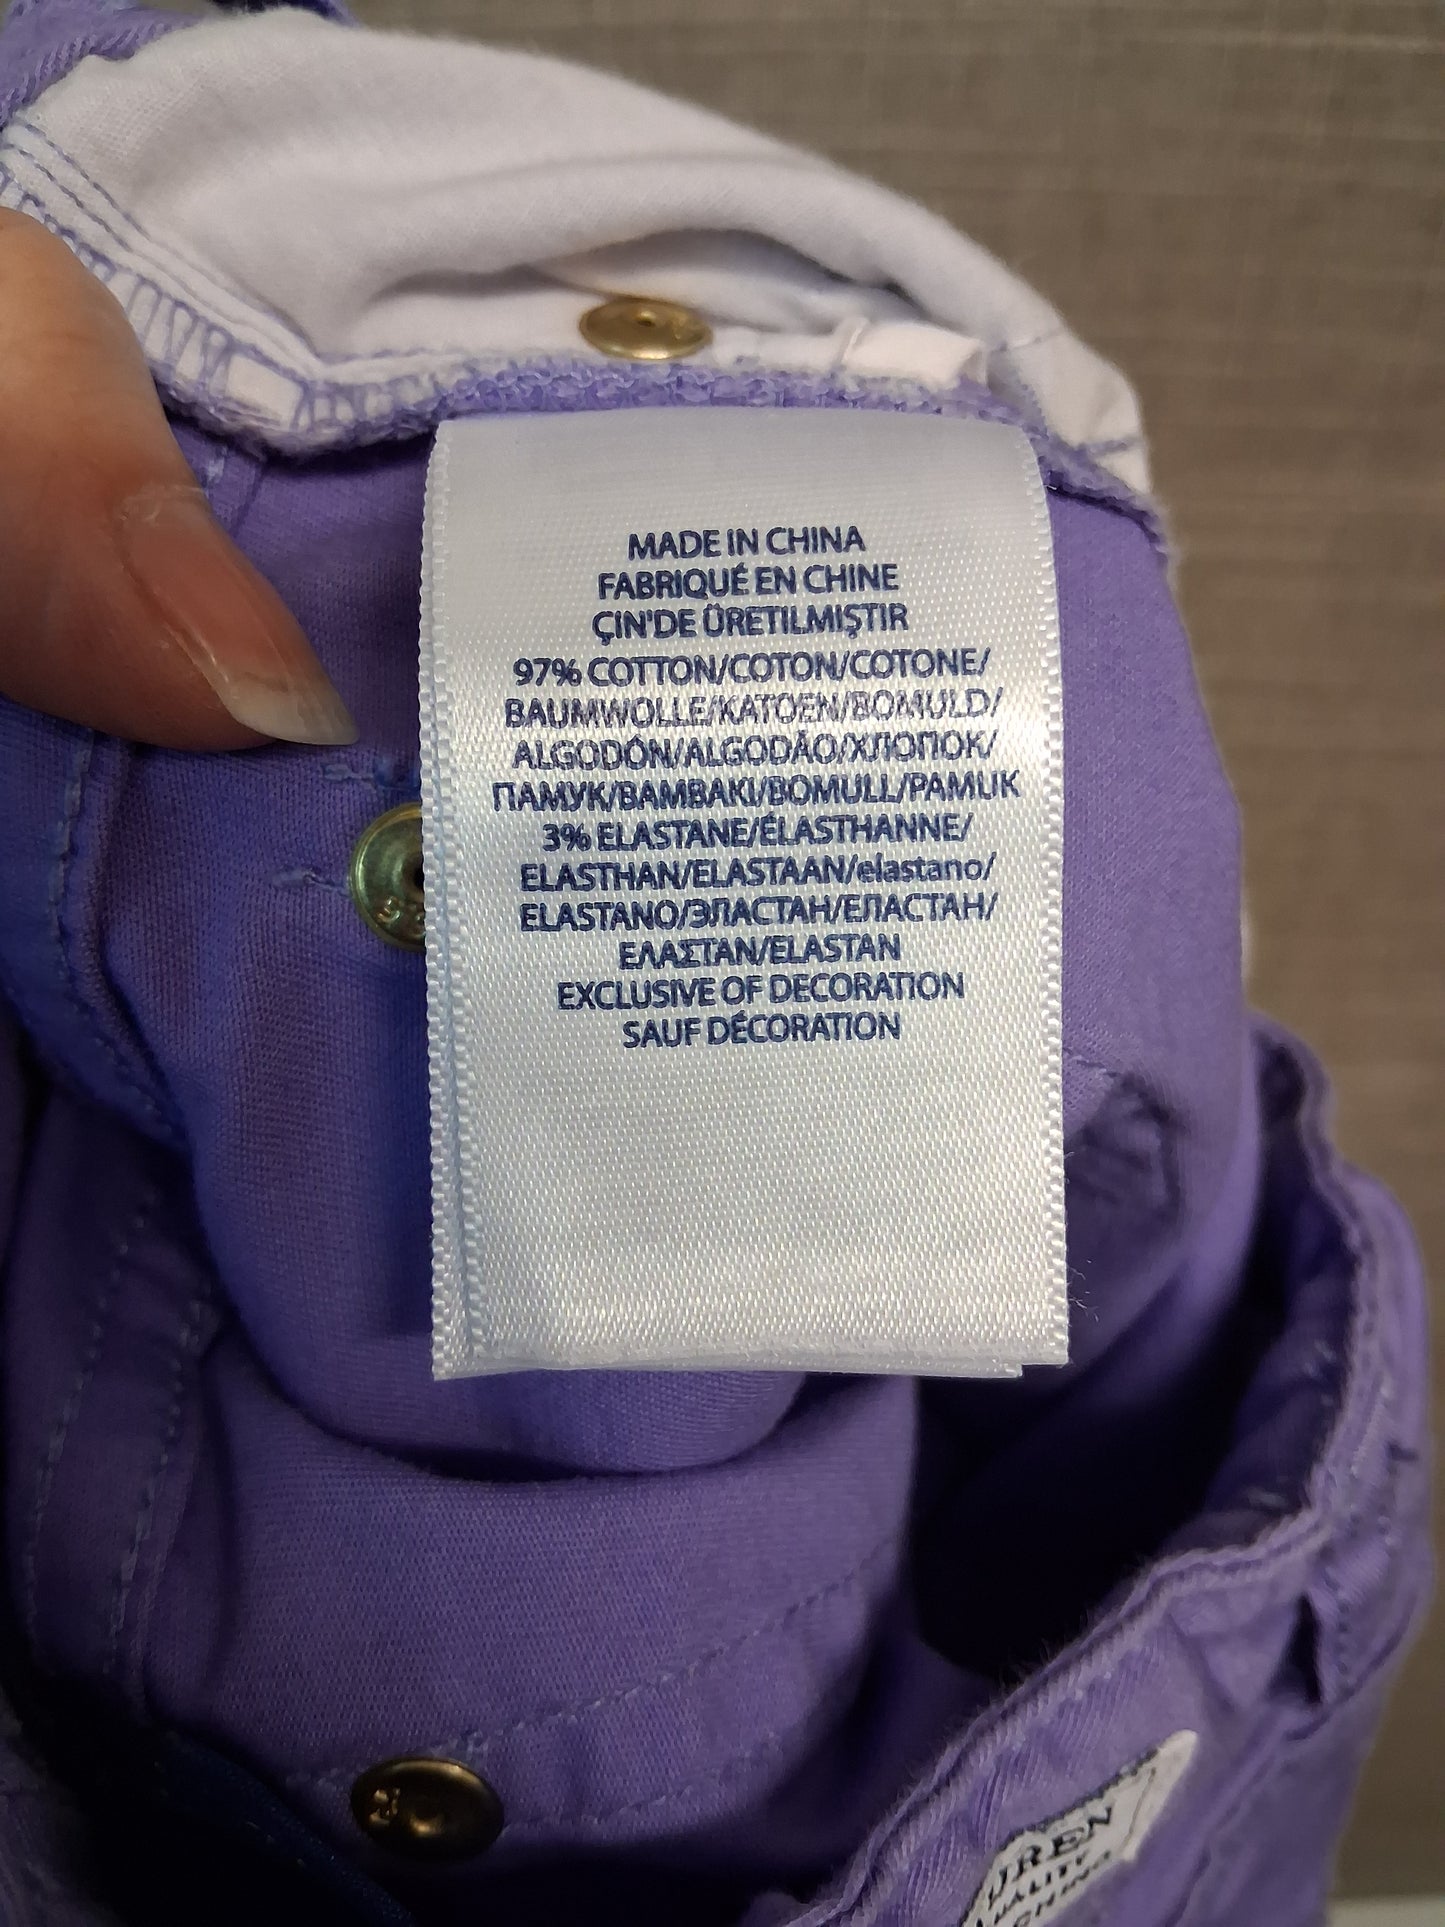 MADE IN CHINA
FABRIQUÉ EN CHINE
ÇIN'DE ÜRETILMIŞTIR
97% COTTON/COTON/COTONE/
BAUMWOLLE/KATOEN/BOMULD/
ALGODÓN/ALGODÃO/ХЛОПОК/
ПАМУК/BAMBAKI/BOMULL/PAMUK
3% ELASTANE/ÉLASTHANNE/
ELASTHAN/ELASTAAN/elastano/
ELASTANO/ЭЛАСТАН/ЕЛАСТАН/
ΕΛΑΣΤΑΝ/ELASTAN
EXCLUSIVE OF DECORATION
SAUF DÉCORATION